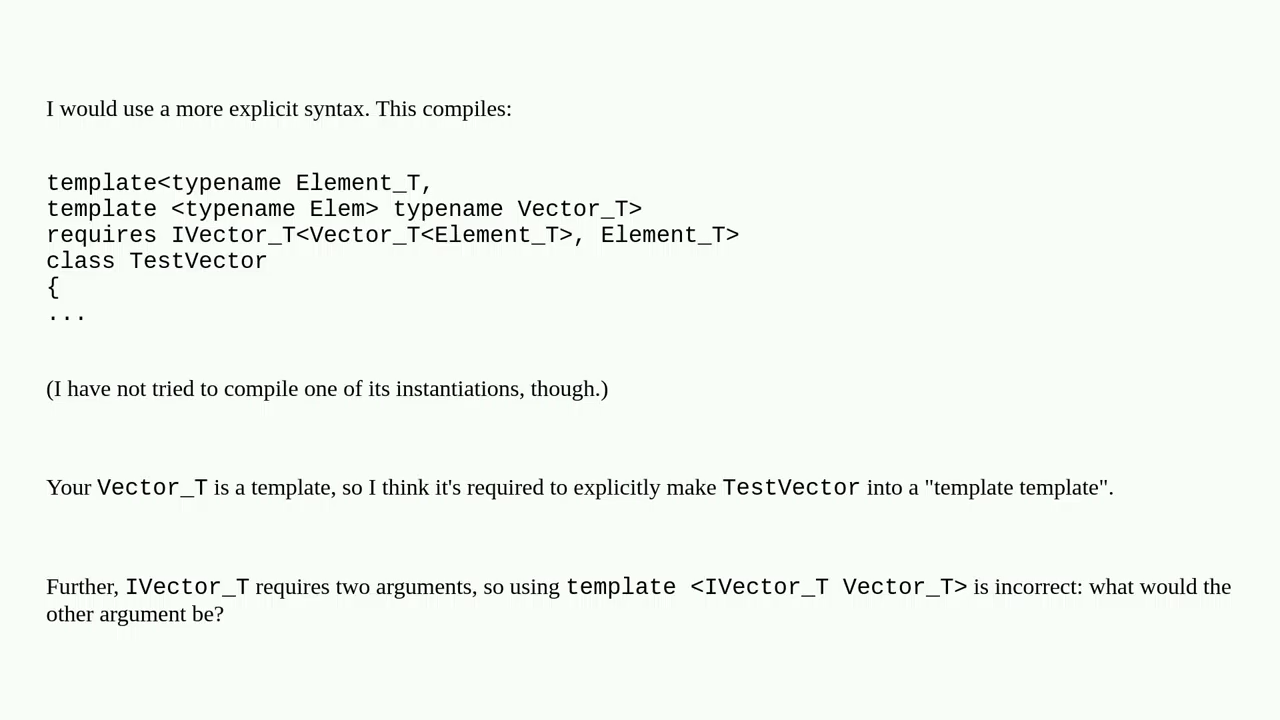 I would use a more explicit syntax. This compiles:
template<typename Element_T,
template <typename Elem> typename Vector_T>
requires IVector_T<Vector_T<Element_T>, Element_T>
class TestVector
{
...
(I have not tried to compile one of its instantiations, though.)
Your Vector_T is a template, so I think it's required to explicitly make TestVector into a "template template".
Further, IVector_T requires two arguments, so using template <IVector_T Vector_T> is incorrect: what would the
other argument be?